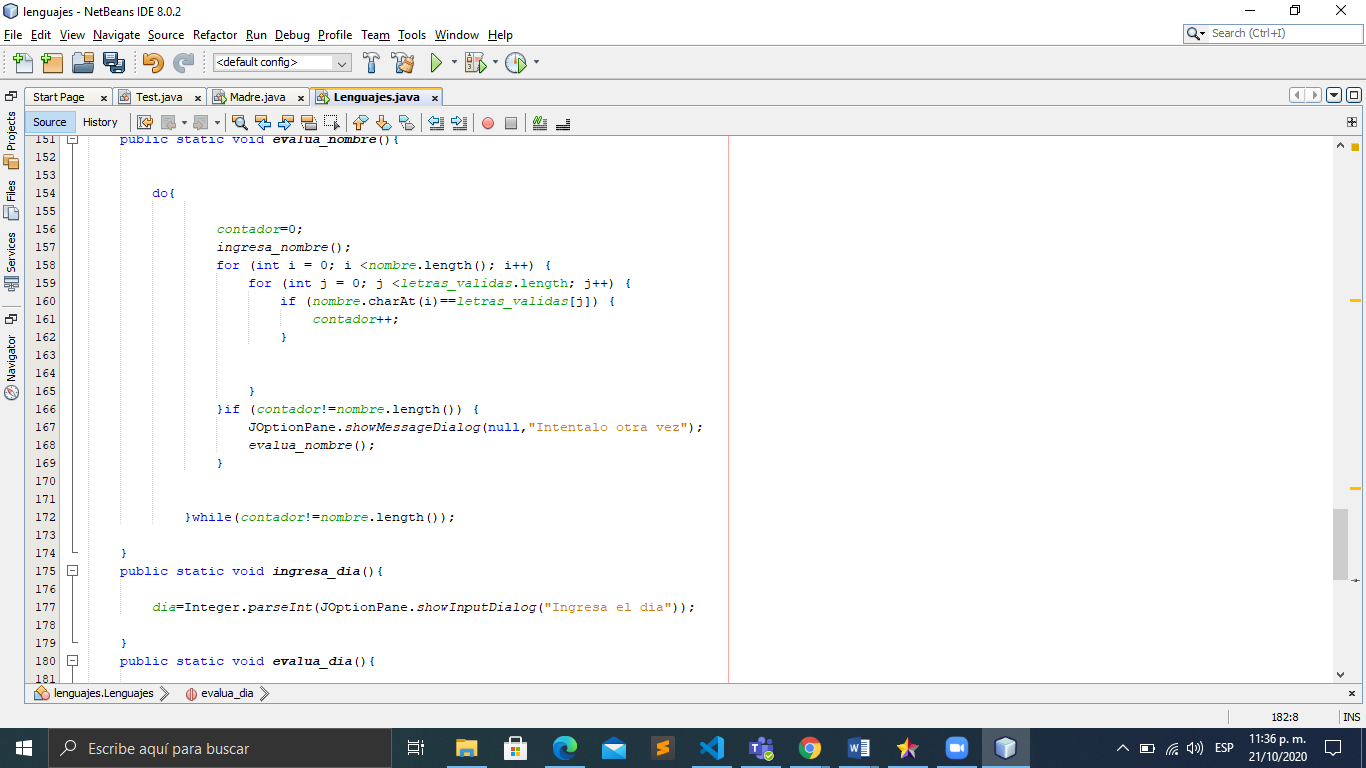 lenguajes - NetBeans IDE 8.0.2
File Edit View Navigate Source Refactor Run Debug Profile Team Tools Window Help
Search (Ctrl+I)
<default config>
Start Page x Test.java x Madre.java x Lenguajes.java x
Source History
Projects
Files
Services
Navigator
151 public static void evalua_nombre(){
152
153
154 do{
155
156 contador=0;
157 ingresa_nombre();
158 for (int i = 0; i <nombre.length(); i++) {
159 for (int j = 0; j <letras_validas.length; j++) {
160 if (nombre.charAt(i)==letras_validas[j]) {
161 contador++;
162 }
163
164
165 }
166 }if (contador!=nombre.length()) {
167 JOptionPane.showMessageDialog(null,"Intentalo otra vez");
168 evalua_nombre();
169 }
170
171
172 }while(contador!=nombre.length());
173
174 }
175 public static void ingresa_dia(){
176
177 dia=Integer.parseInt(JOptionPane.showInputDialog("Ingresa el dia"));
178
179 }
180 public static void evalua_dia(){
181
lenguajes.Lenguajes evalua_dia
182:8 INS
Escribe aquí para buscar
ESP
11:36 p. m.
21/10/2020